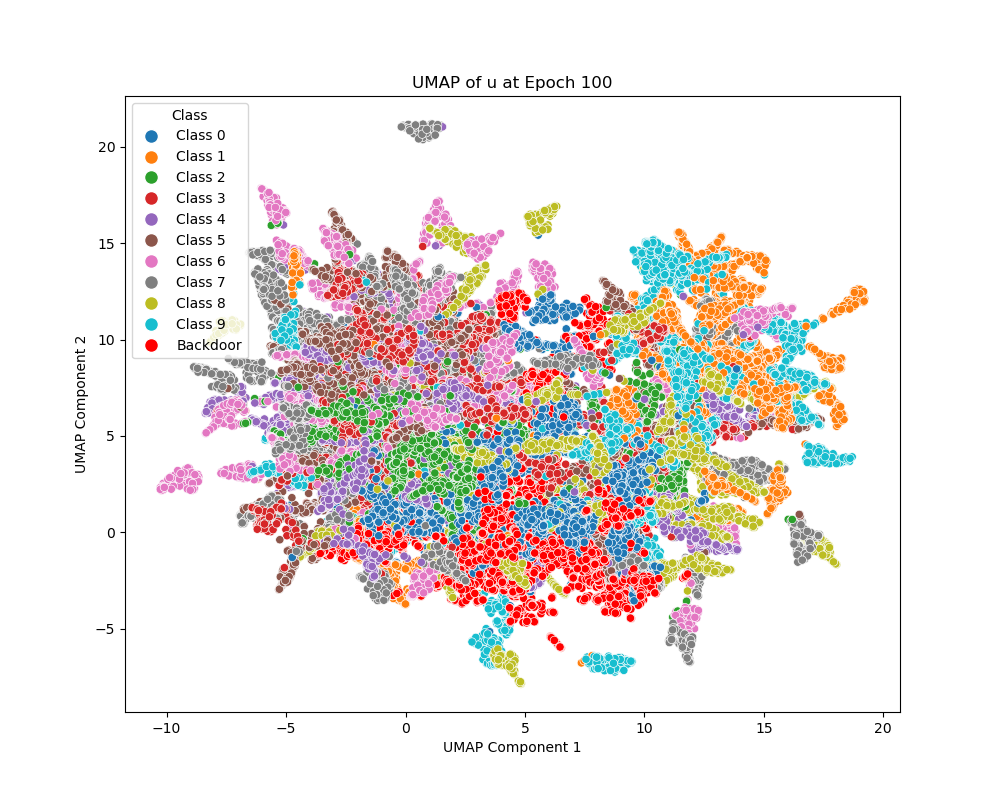 UMAP of u at Epoch 100
Class
Class 0
Class 1
Class 2
Class 3
Class 4
Class 5
Class 6
Class 7
Class 8
Class 9
Backdoor
20
15
10
5
0
−5
UMAP Component 2
−10
−5
0
5
10
15
20
UMAP Component 1